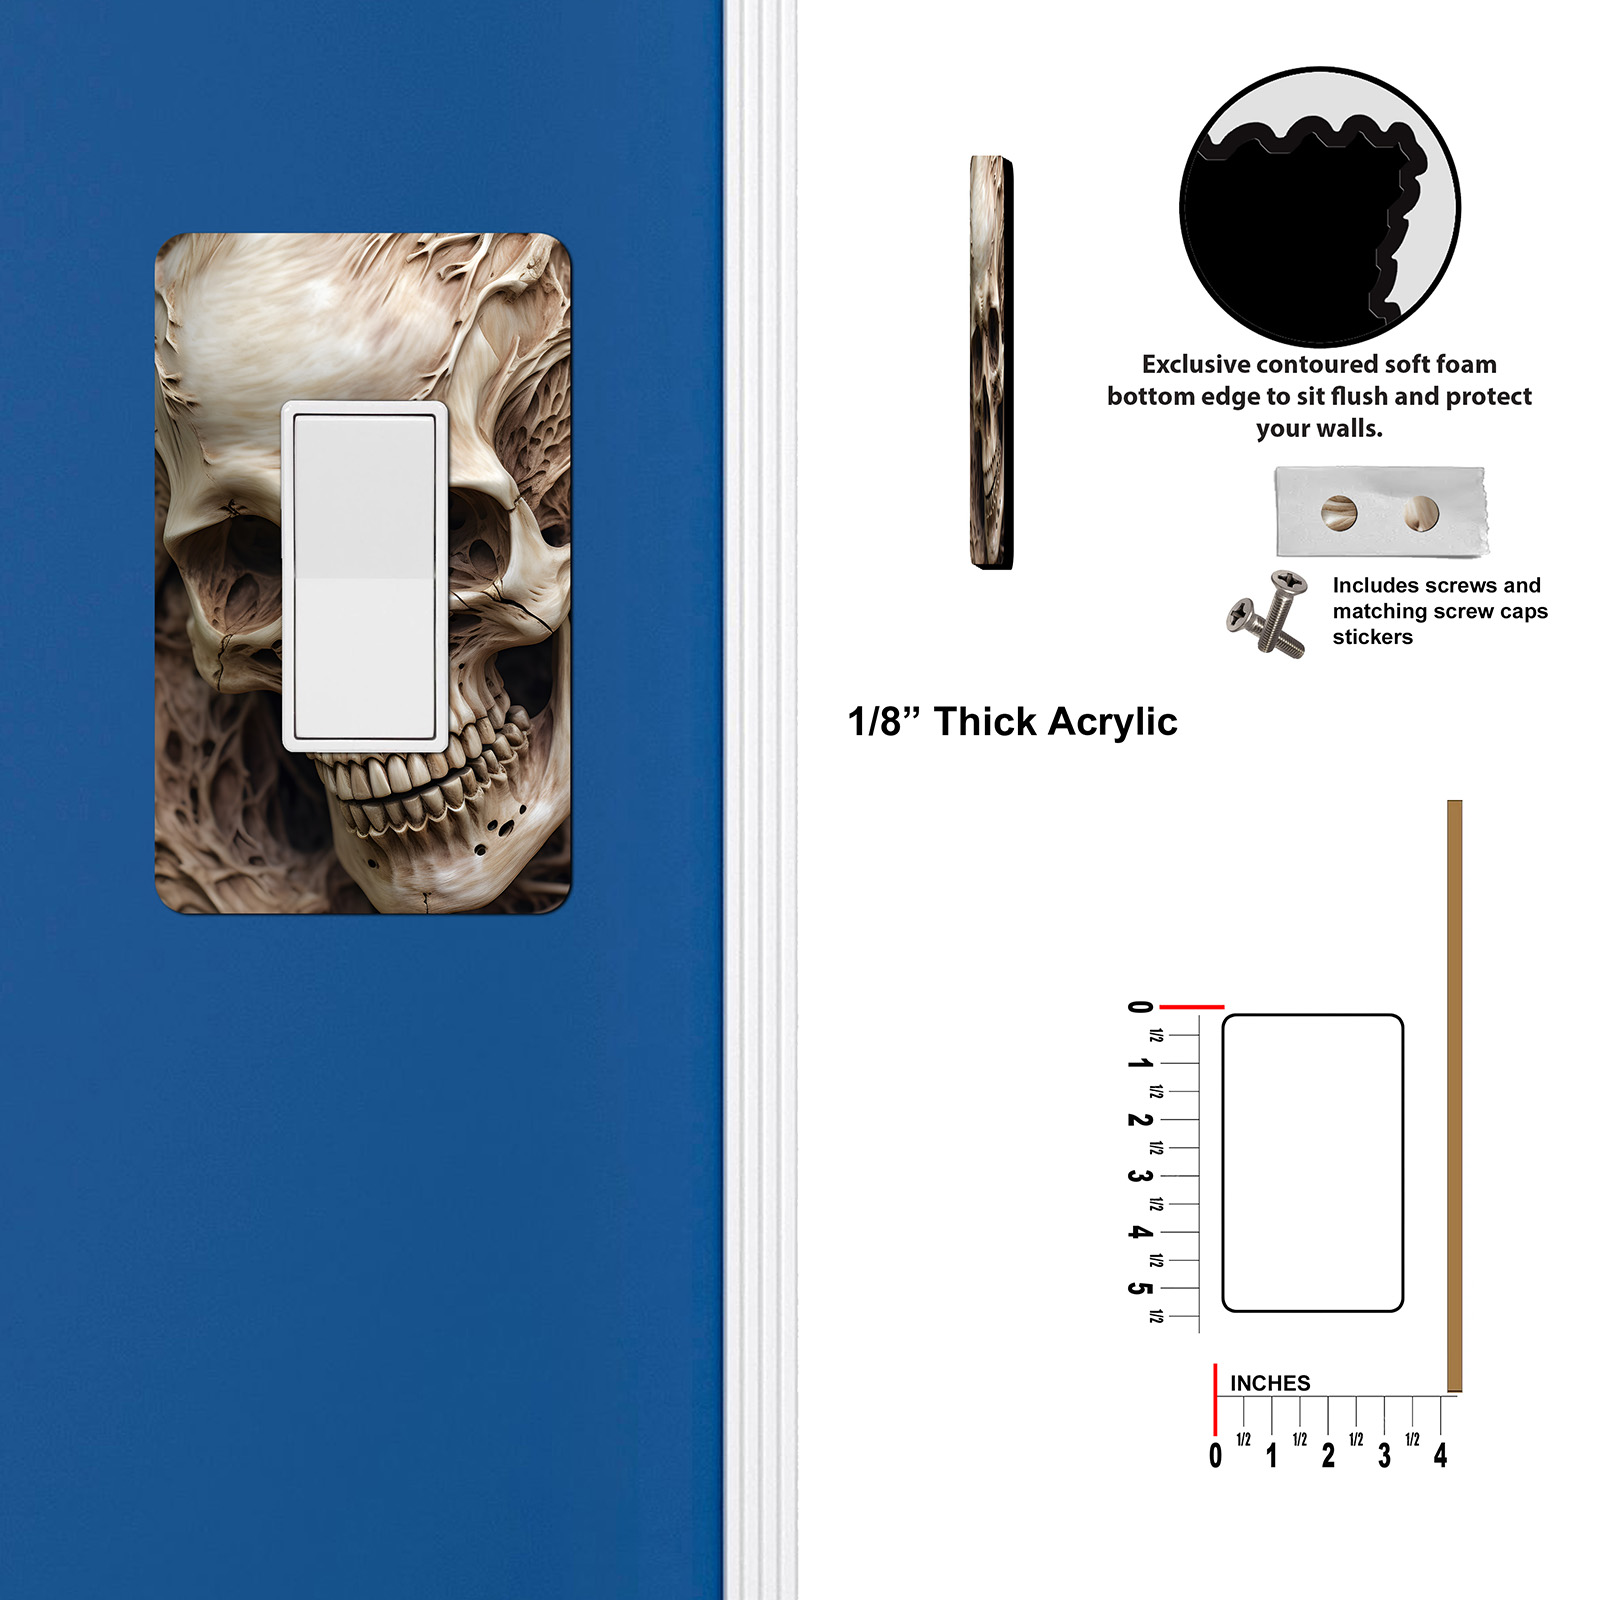 Exclusive contoured soft foam
bottom edge to sit flush and protect
your walls.
Includes screws and
matching screw caps
stickers
1/8” Thick Acrylic
0
1/2
1
1/2
2
1/2
3
1/2
4
1/2
5
1/2
INCHES
0 1/2 1 1/2 2 1/2 3 1/2 4